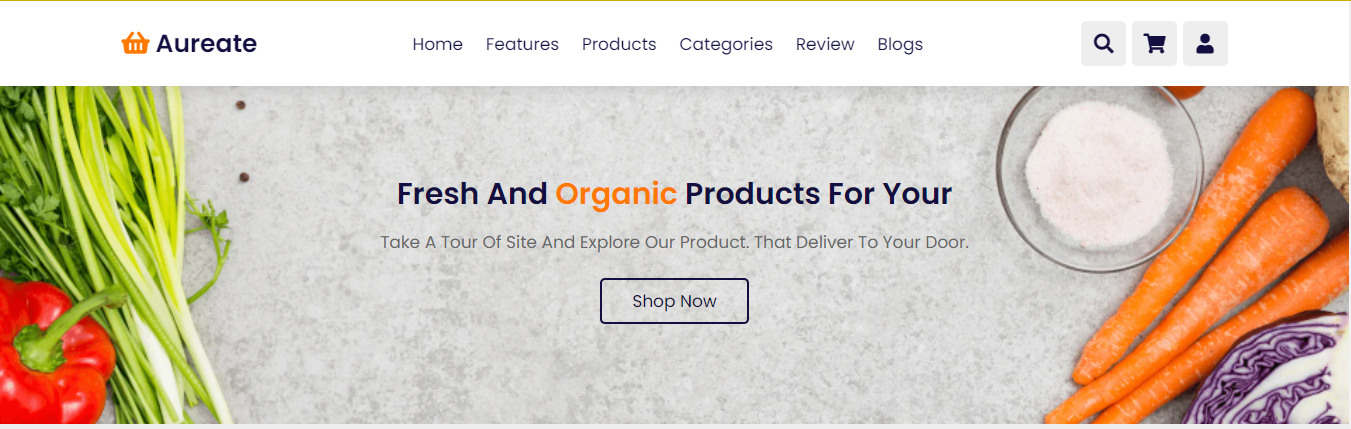 Aureate
Home Features Products Categories Review Blogs
Fresh And Organic Products For Your
Take A Tour Of Site And Explore Our Product. That Deliver To Your Door.
Shop Now